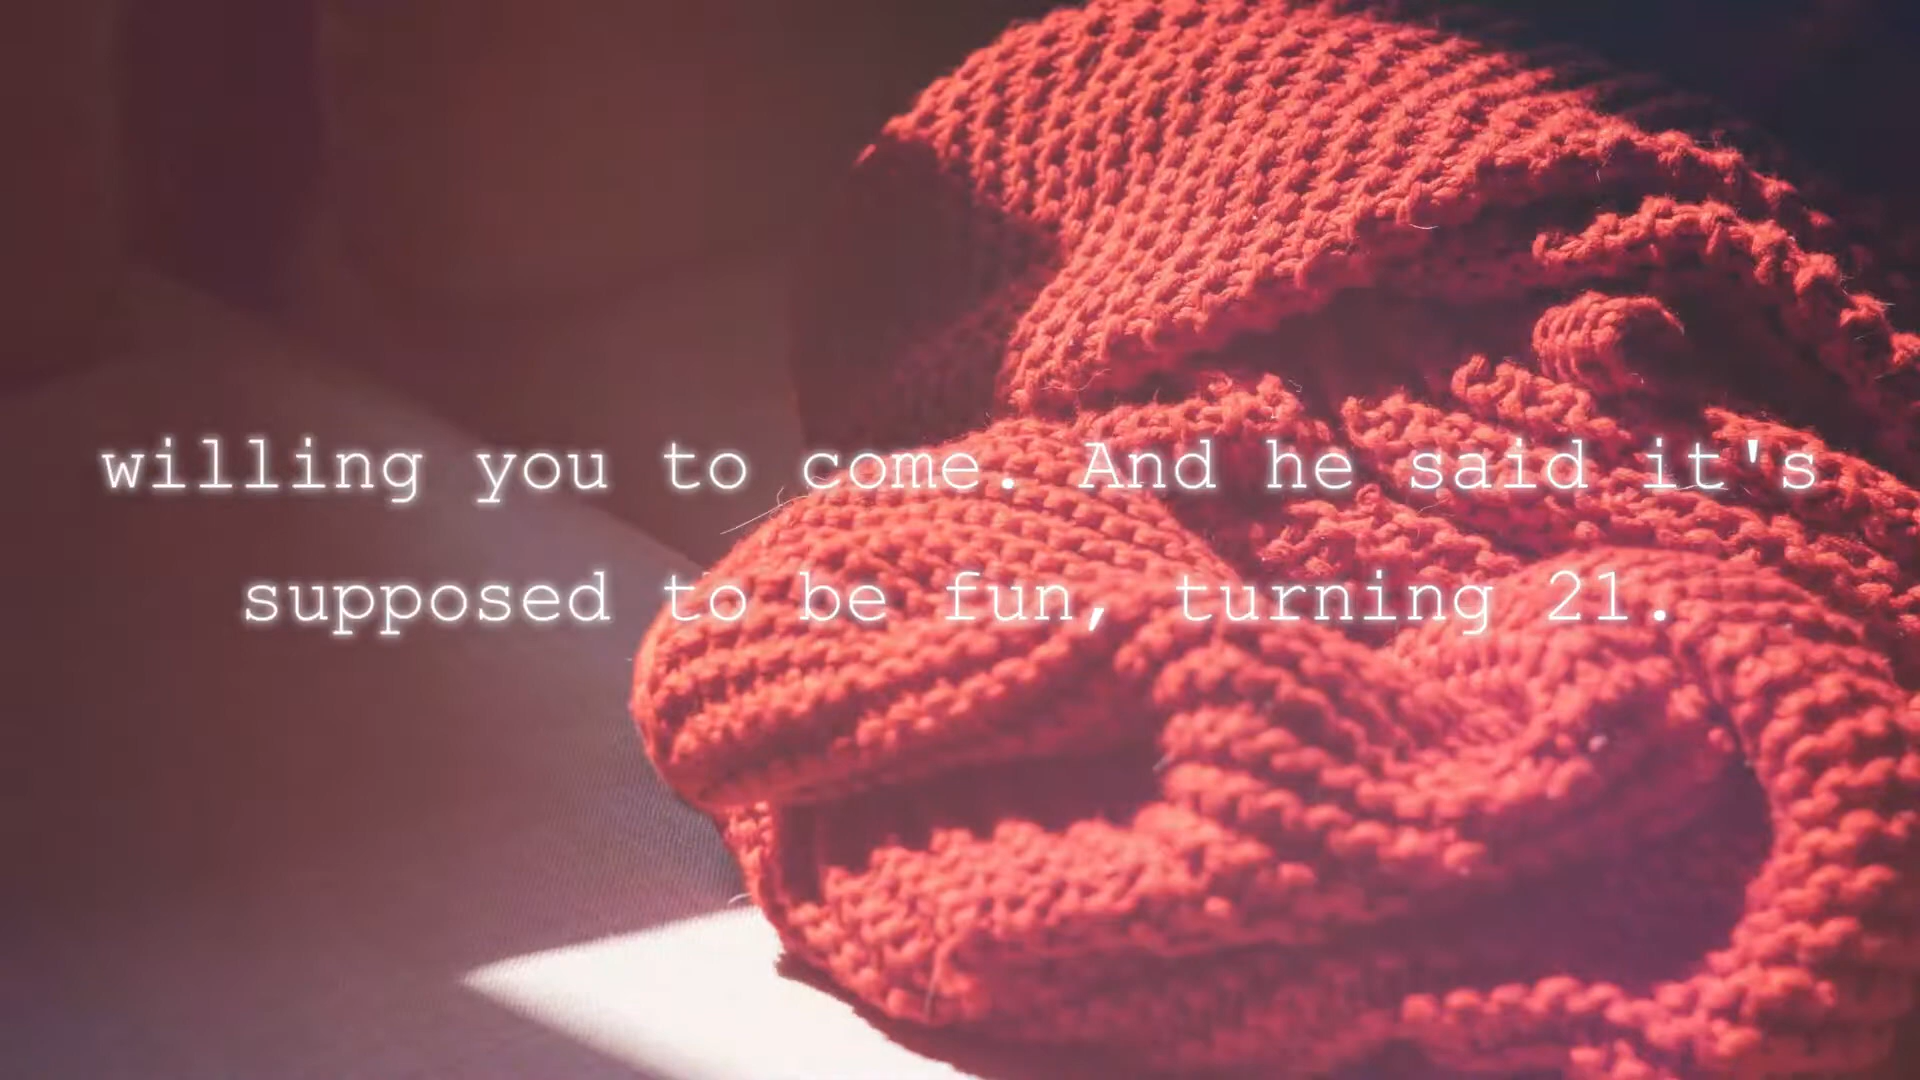 willing you to come. And he said it's
supposed to be fun, turning 21.